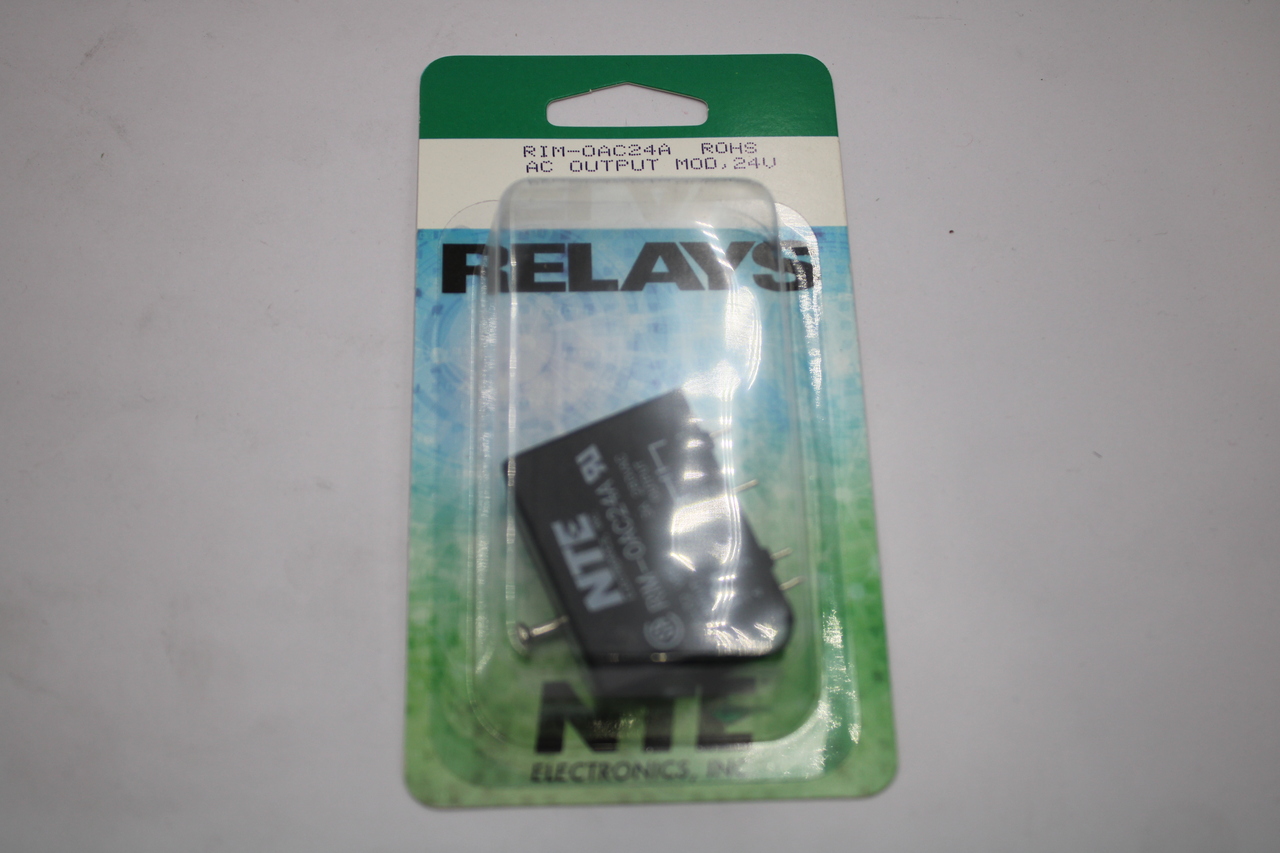 RIM-OAC24A ROHS
AC OUTPUT MOD,24V
RELAYS
NTE
RIM-OAC24A
NTE
ELECTRONICS, INC